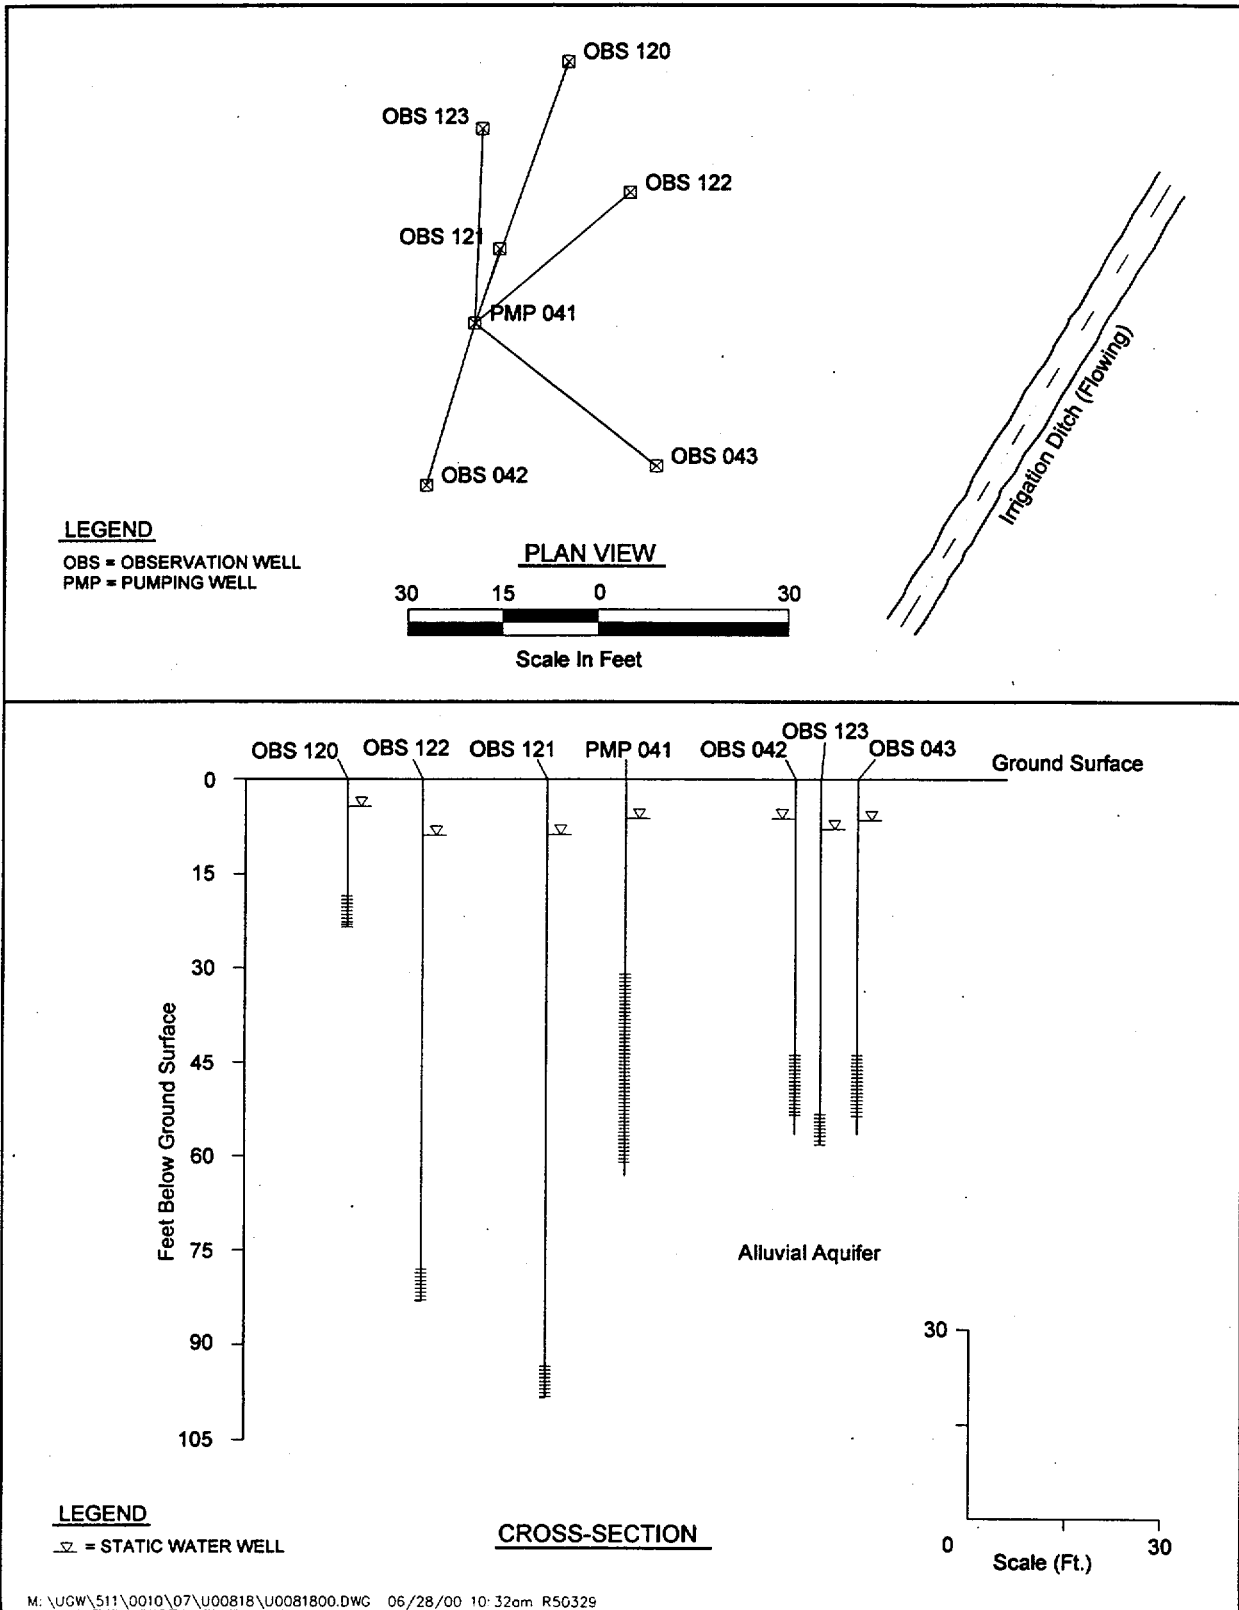 OBS 120
OBS 123
OBS 122
OBS 121
PMP 041
OBS 043
OBS 042
Irrigation Ditch (Flowing)
LEGEND
OBS = OBSERVATION WELL
PMP = PUMPING WELL
PLAN VIEW
30 15 0 30
Scale In Feet
OBS 120 OBS 122 OBS 121 PMP 041 OBS 042 OBS 123 OBS 043
Ground Surface
0
15
30
45
60
75
90
105
Feet Below Ground Surface
Alluvial Aquifer
30
0 30
Scale (Ft.)
LEGEND
= STATIC WATER WELL
CROSS-SECTION
M: \UGW\511\0010\07\U00818\U0081800.DWG 06/28/00 10:32am R50329